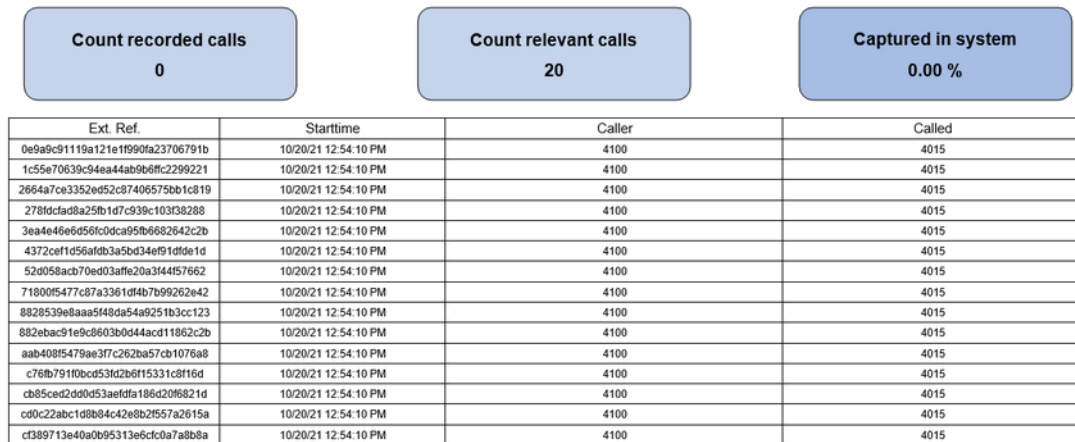 Count recorded calls Count relevant calls Captured in system
0 20 0.00 %
Ext. Ref. Starttime Caller Called
0e9a9c91119a121e1f990fa23706791b 10/20/21 12:54:10 PM 4100 4015
1c55e70639c94ea44ab9b6ffc2299221 10/20/21 12:54:10 PM 4100 4015
2664a7ce3352ed52c87406575bb1c819 10/20/21 12:54:10 PM 4100 4015
278fdcfad8a25fb1d7c939c103f38288 10/20/21 12:54:10 PM 4100 4015
3ea4e46e6d56fc0dca95fb6682642c2b 10/20/21 12:54:10 PM 4100 4015
4372cef1d56afdb3a5bd34ef91dfde1d 10/20/21 12:54:10 PM 4100 4015
52d058acb70ed03affe20a3f44f57662 10/20/21 12:54:10 PM 4100 4015
71800f5477c87a3361df4b7b99262e42 10/20/21 12:54:10 PM 4100 4015
8828539e8aaa5f48da54a9251b3cc123 10/20/21 12:54:10 PM 4100 4015
882ebac91e9c8603b0d44acd11862c2b 10/20/21 12:54:10 PM 4100 4015
aab408f5479ae3f7c262ba57cb1076a8 10/20/21 12:54:10 PM 4100 4015
c76fb791f0bcd53fd2b6f15331c8f16d 10/20/21 12:54:10 PM 4100 4015
cb85ced2dd0d53aefdfa186d20f6821d 10/20/21 12:54:10 PM 4100 4015
cd0c22abc1d8b84c42e8b2f557a2615a 10/20/21 12:54:10 PM 4100 4015
cf389713e40a0b95313e6cfc0a7a8b8a 10/20/21 12:54:10 PM 4100 4015